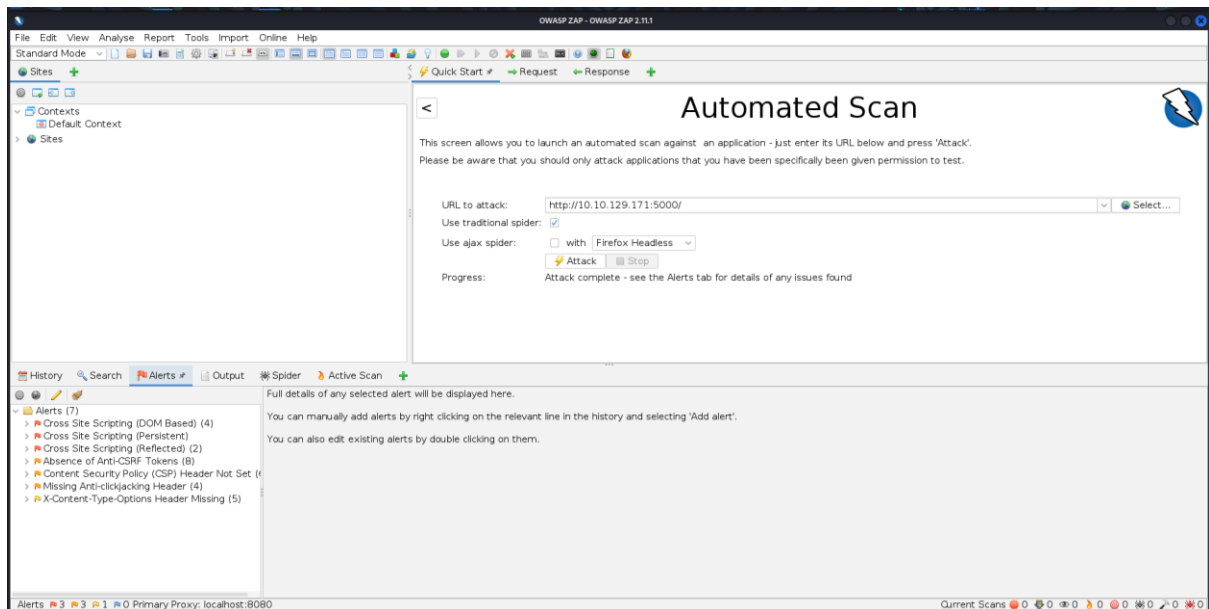 OWASP ZAP - OWASP ZAP 2.11.1
File Edit View Analyse Report Tools Import Online Help
Standard Mode
Sites
Quick Start Request Response
Contexts
Default Context
Sites
<
Automated Scan
This screen allows you to launch an automated scan against an application - just enter its URL below and press 'Attack'.
Please be aware that you should only attack applications that you have been specifically been given permission to test.
URL to attack: http://10.10.129.171:5000/ Select...
Use traditional spider:
Use ajax spider: with Firefox Headless
Attack Stop
Progress: Attack complete - see the Alerts tab for details of any issues found
History Search Alerts Output Spider Active Scan
Alerts (7)
Cross Site Scripting (DOM Based) (4)
Cross Site Scripting (Persistent)
Cross Site Scripting (Reflected) (2)
Absence of Anti-CSRF Tokens (8)
Content Security Policy (CSP) Header Not Set
Missing Anti-clickjacking Header (4)
X-Content-Type-Options Header Missing (5)
Full details of any selected alert will be displayed here.
You can manually add alerts by right clicking on the relevant line in the history and selecting 'Add alert'.
You can also edit existing alerts by double clicking on them.
Alerts 3 3 1 0 Primary Proxy: localhost:8080
Current Scans 0 0 0 0 0 0 0 0